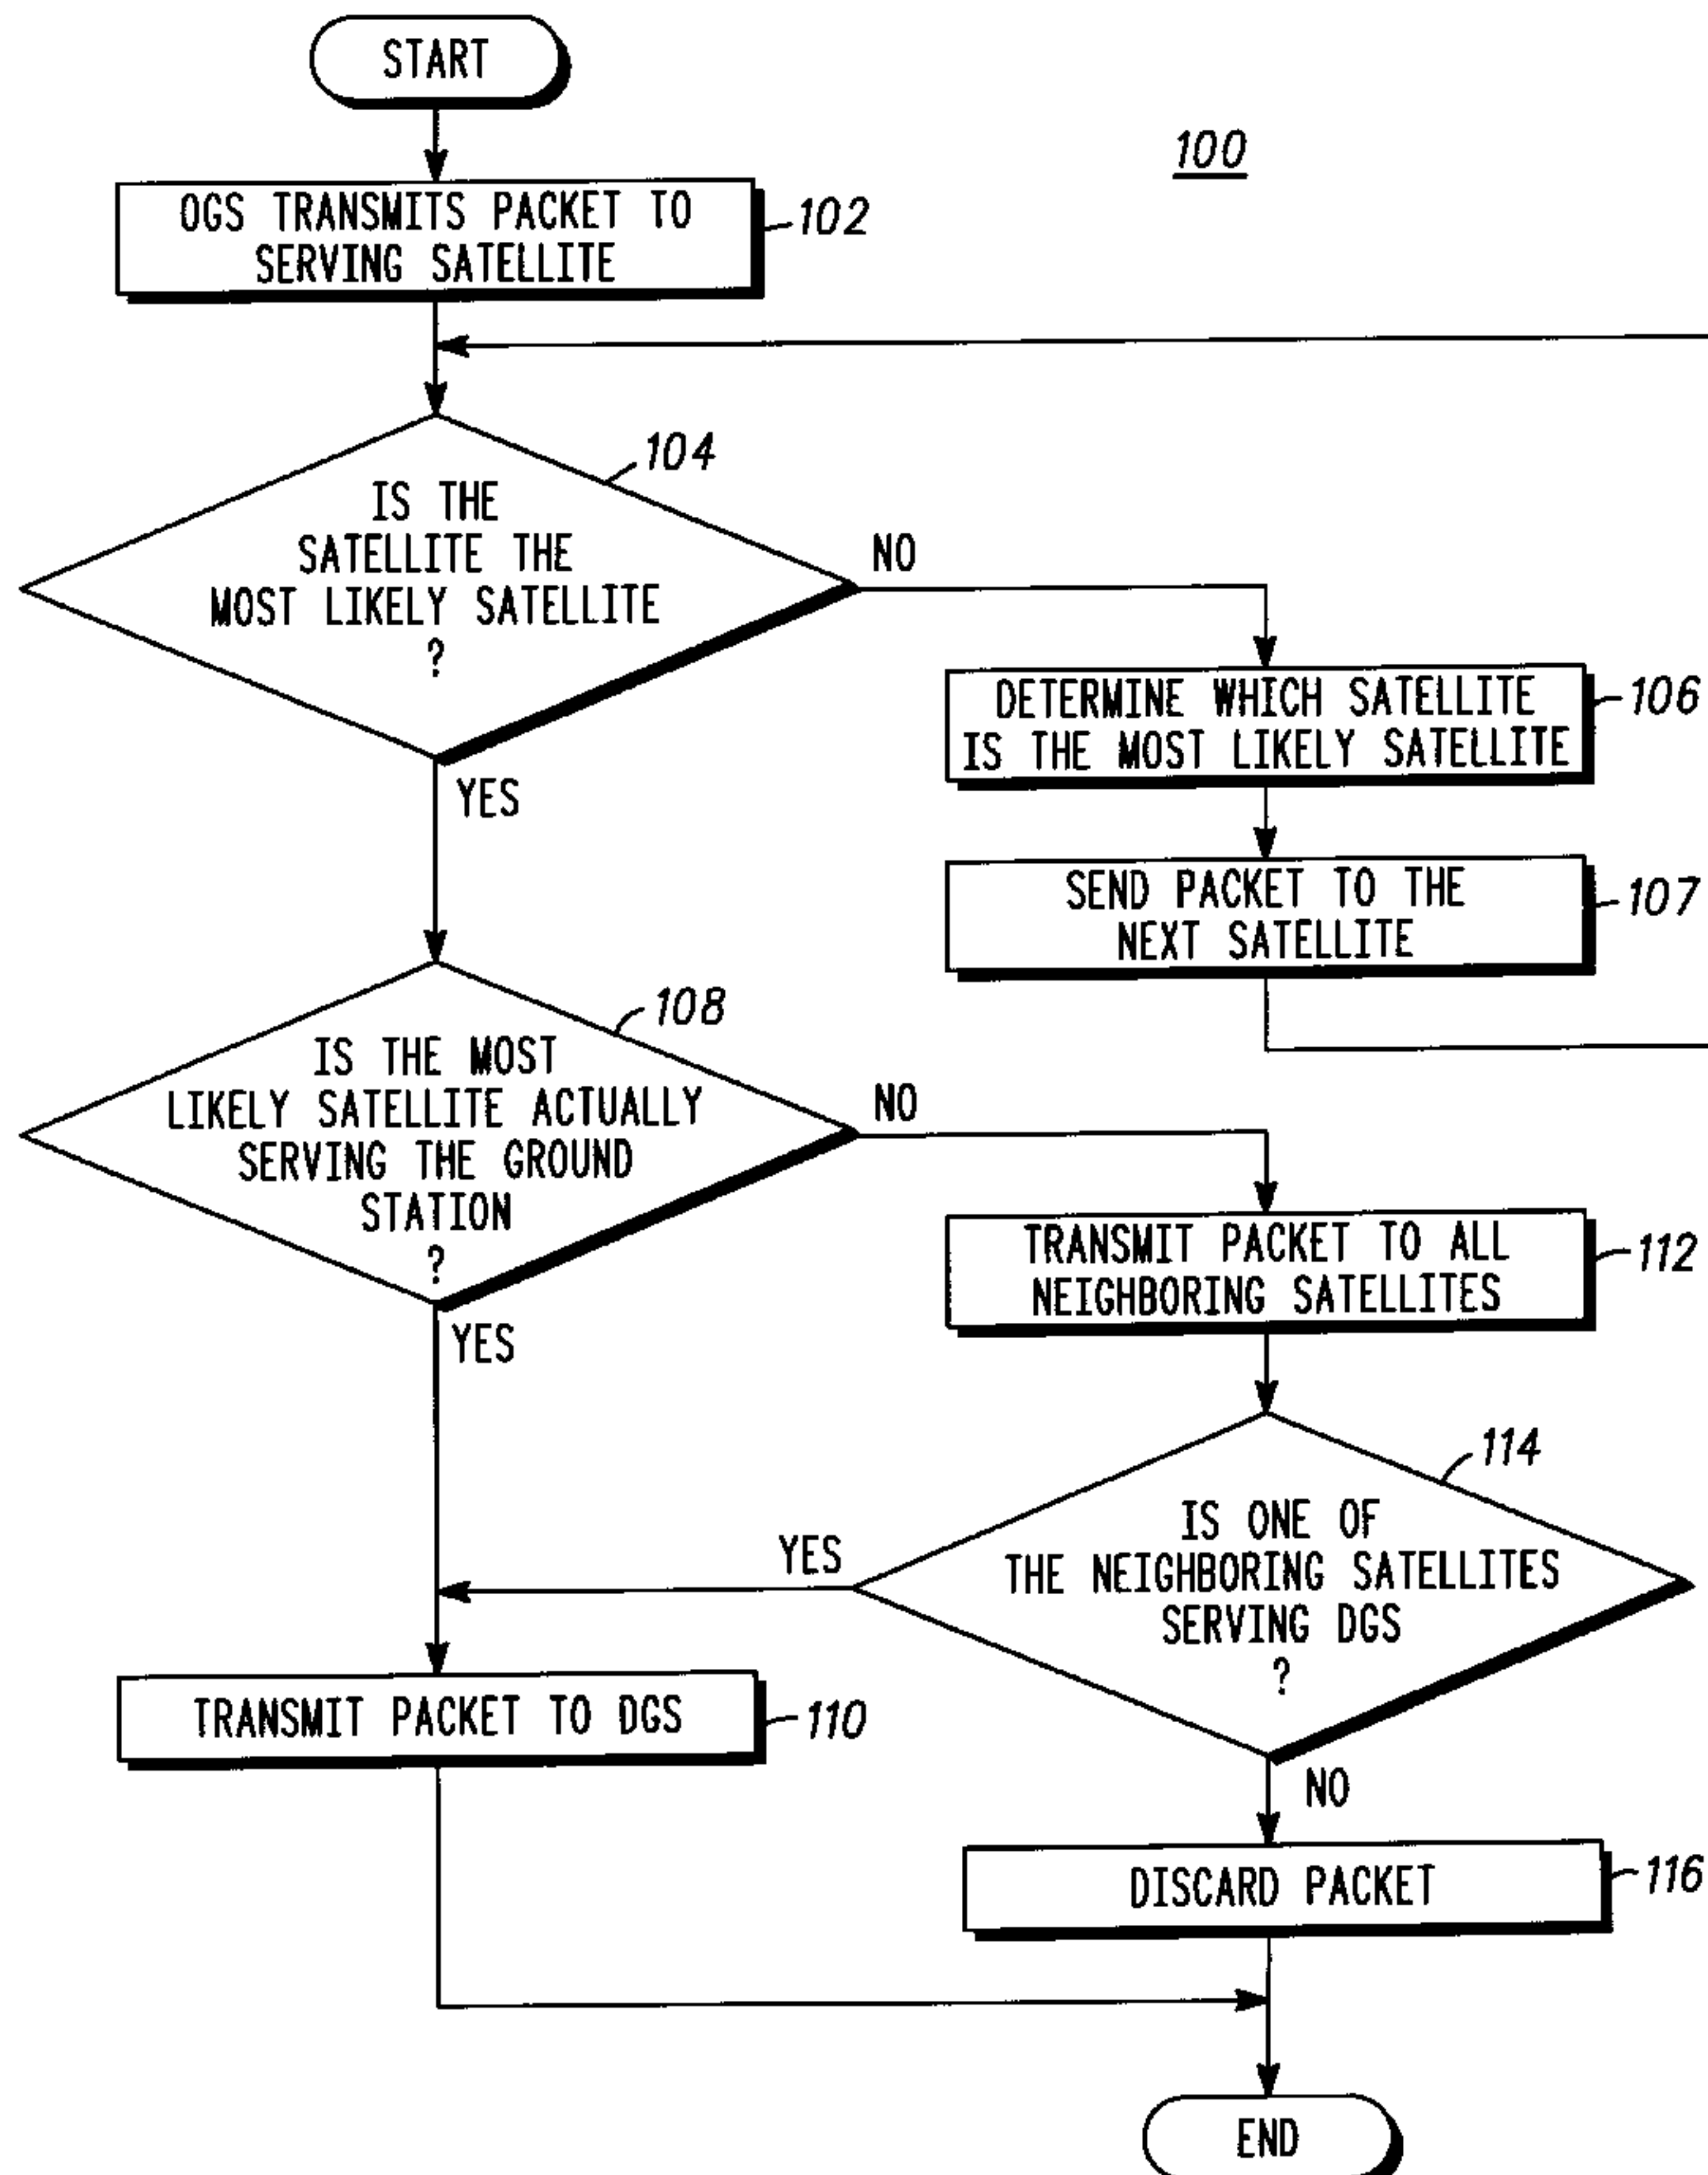 START
100
OGS TRANSMITS PACKET TO
SERVING SATELLITE
102
104
IS THE
SATELLITE THE
MOST LIKELY SATELLITE
?
NO
YES
DETERMINE WHICH SATELLITE
IS THE MOST LIKELY SATELLITE
106
SEND PACKET TO THE
NEXT SATELLITE
107
108
IS THE MOST
LIKELY SATELLITE ACTUALLY
SERVING THE GROUND
STATION
?
NO
YES
TRANSMIT PACKET TO ALL
NEIGHBORING SATELLITES
112
114
IS ONE OF
THE NEIGHBORING SATELLITES
SERVING DGS
?
YES
NO
TRANSMIT PACKET TO DGS
110
DISCARD PACKET
116
END